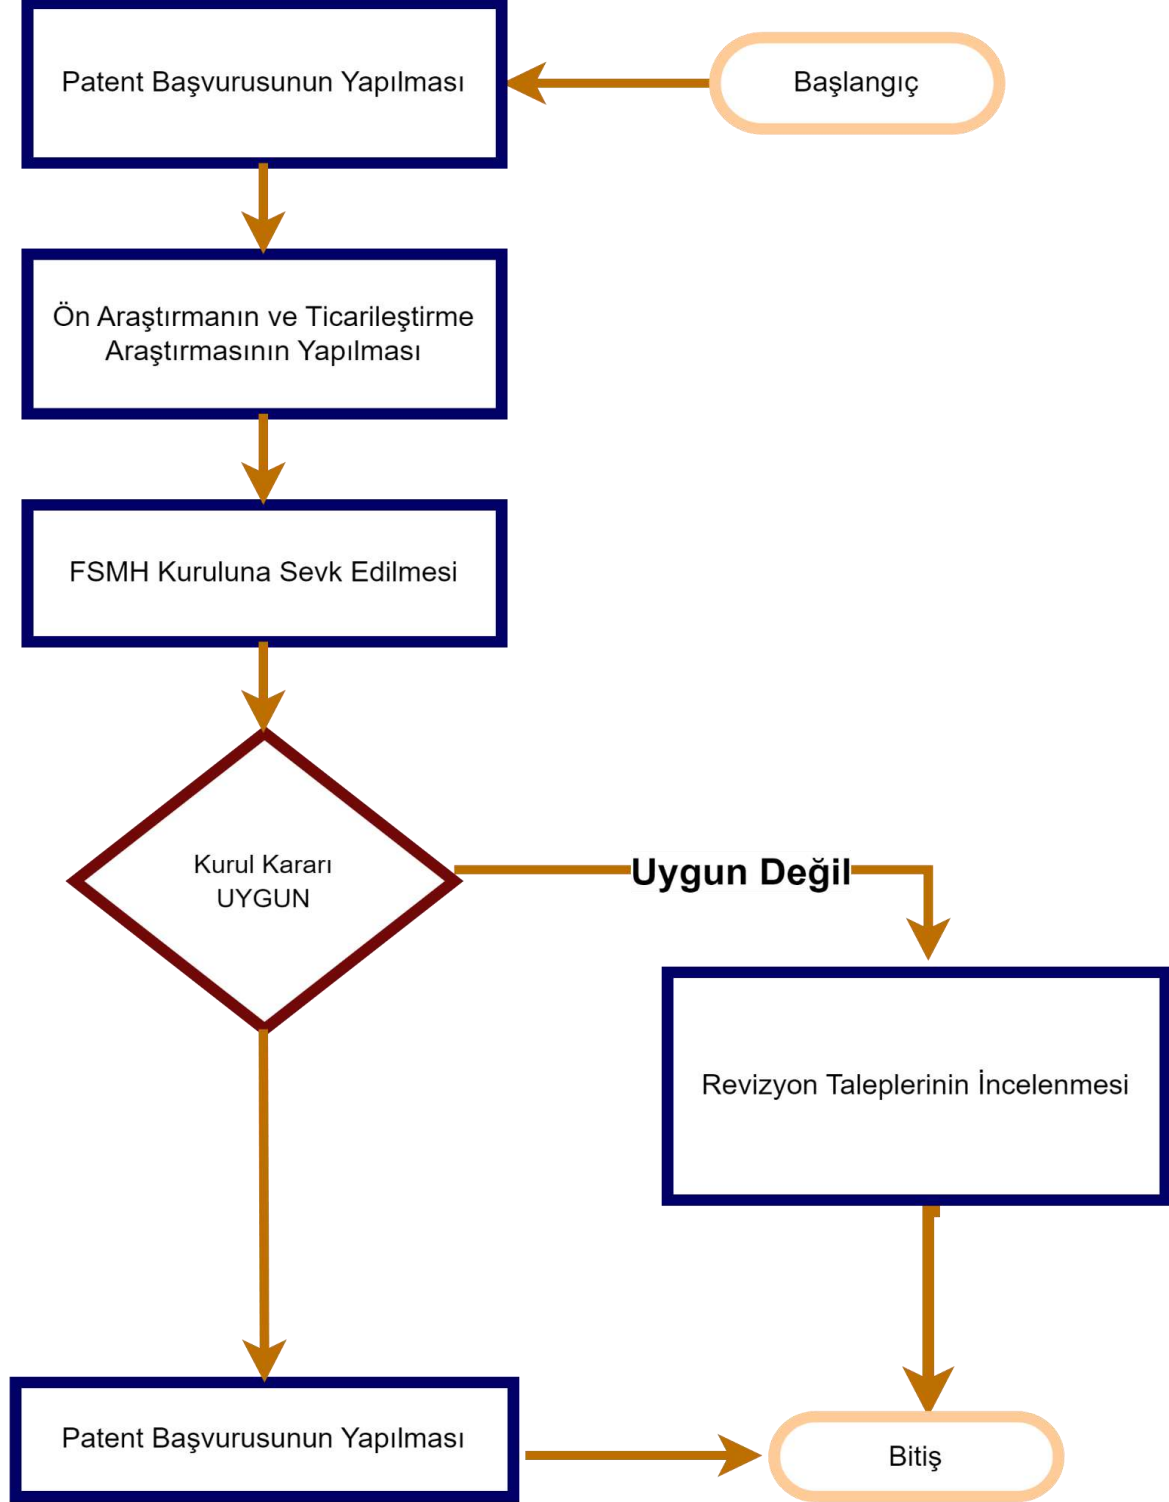 Başlangıç
Patent Başvurusunun Yapılması
Ön Araştırmanın ve Ticarileştirme
Araştırmasının Yapılması
FSMH Kuruluna Sevk Edilmesi
Kurul Kararı
UYGUN
Uygun Değil
Revizyon Taleplerinin İncelenmesi
Patent Başvurusunun Yapılması
Bitiş